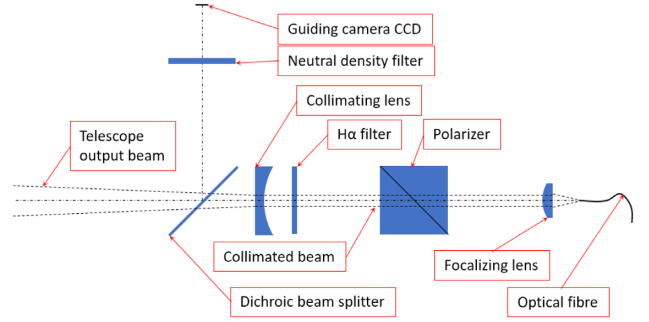 Guiding camera CCD
Neutral density filter
Collimating lens
Telescope
output beam
Hα filter
Polarizer
Collimated beam
Focalizing lens
Dichroic beam splitter
Optical fibre